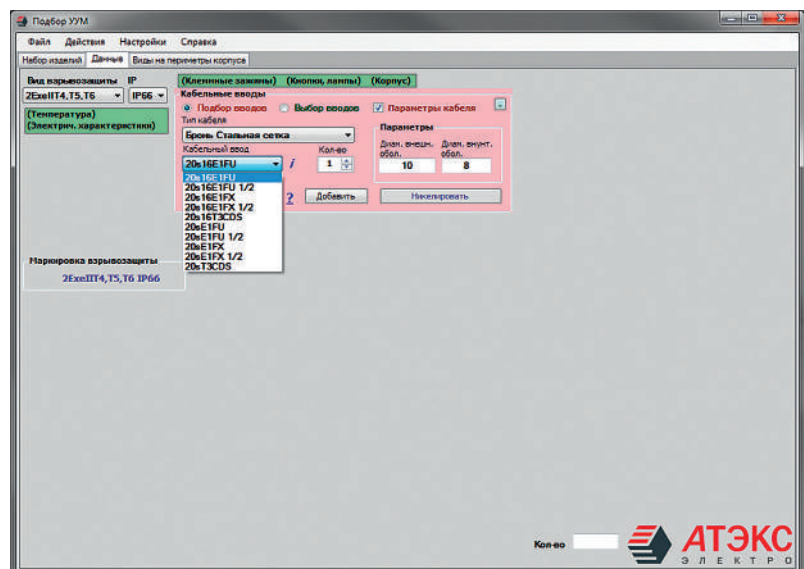 Подбор УУМ
Файл Действия Настройки Справка
Набор изделий Данные Виды на периметры корпуса
Вид взрывозащиты IP
2ExeIIT4,T5,T6 IP66
(Температура)
(Электрич. характеристики)
(Клеммные зажимы) (Кнопки, лампы) (Корпус)
Кабельные вводы
Подбор вводов Выбор вводов Параметры кабеля
Тип кабеля
Бронь Стальная сетка
Кабельный ввод Кол-во
20s16E1FU i 1
Параметры
Диам. внешн. обол. Диам. внунт. обол.
10 8
20s16E1FU
20s16E1FU 1/2
20s16E1FX
20s16E1FX 1/2
20s16T3CDS
20sE1FU
20sE1FU 1/2
20sE1FX
20sE1FX 1/2
20sT3CDS
? Добавить Никелировать
Маркировка взрывозащиты
2ExeIIT4,T5,T6 IP66
Кол-во
АТЭКС
ЭЛЕКТРО